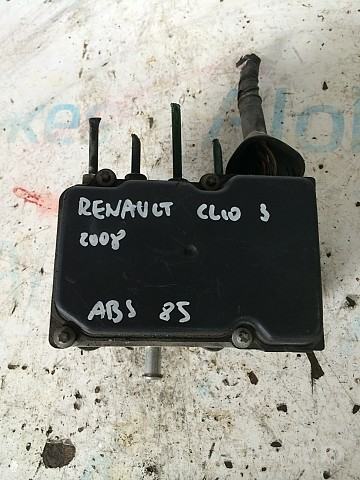 RENAULT CLIO 3
2008
ABS 85